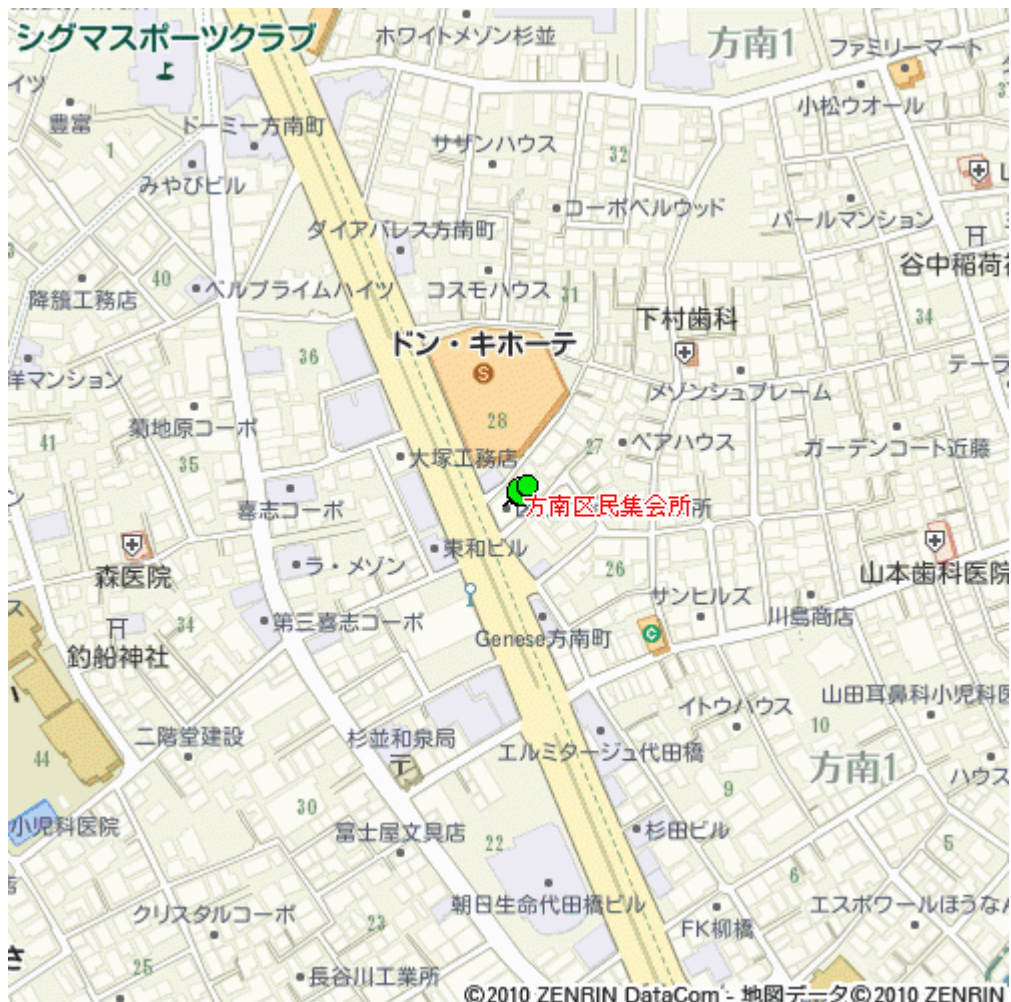 シグマスポーツクラブ
ホワイトメゾン杉並
方南1
ファミリーマート
イツ
豊富
ドーミー方南町
小松ウオール
1
サザンハウス
32
みやびビル
コーポベルウッド
パールマンション
ダイアパレス方南町
谷中稲荷神
40
降籏工務店
ベルプライムハイツ
コスモハウス
31
下村歯科
34
ドン・キホーテ
36
S
テーラ
洋マンション
メゾンシュプレーム
菊地原コーポ
28
41
大塚工務店
27
ベアハウス
ガーデンコート近藤
35
喜志コーポ
方南区民集会所
所
東和ビル
森医院
ラ・メゾン
26
山本歯科医院
サンヒルズ
川島商店
34
第三喜志コーポ
Genese方南町
釣船神社
イトウハウス
山田耳鼻科小児科医
10
二階堂建設
杉並和泉局
エルミタージュ代田橋
方南1
44
ハウス
9
30
小児科医院
冨士屋文具店
22
杉田ビル
5
6
朝日生命代田橋ビル
エスポワールほうなん
クリスタルコーポ
23
FK柳橋
さ
25
長谷川工業所
©2010 ZENRIN DataCom - 地図データ©2010 ZENRIN